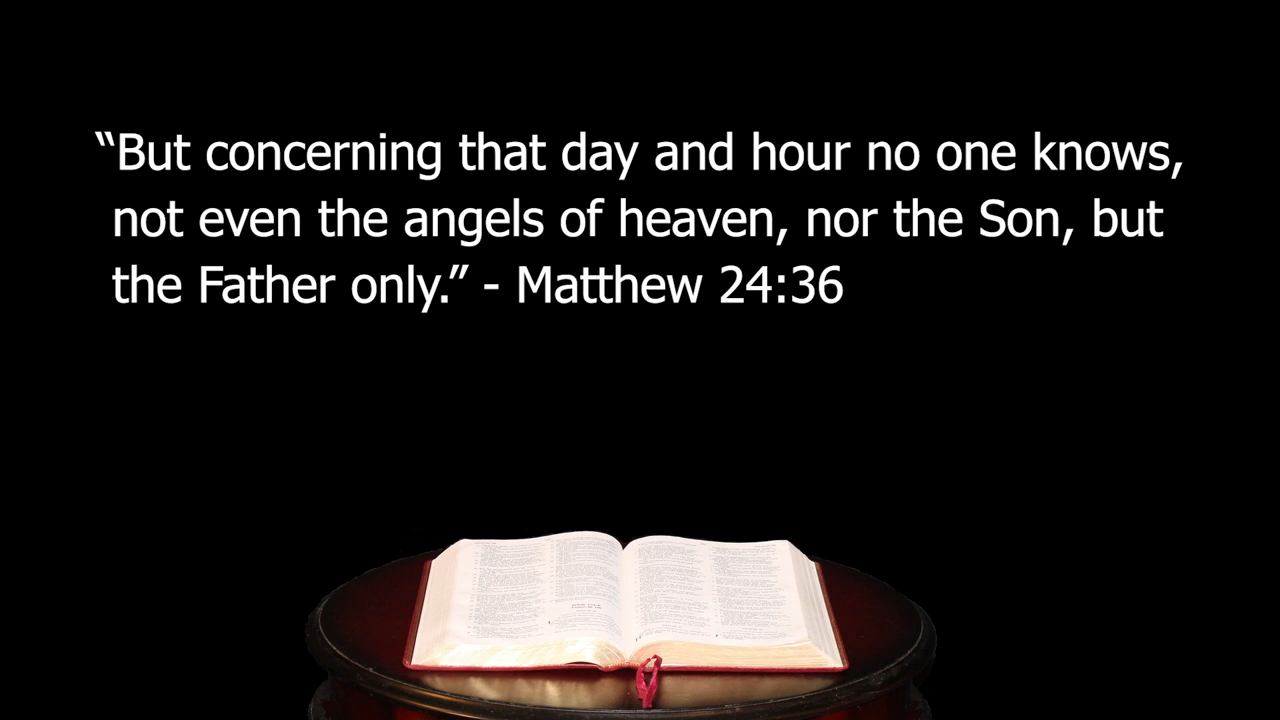 “But concerning that day and hour no one knows,
not even the angels of heaven, nor the Son, but
the Father only.” - Matthew 24:36